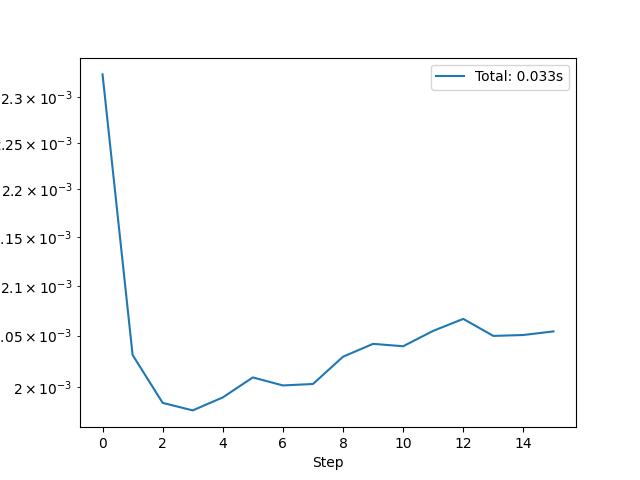 Total: 0.033s
2.3 × 10⁻³
2.25 × 10⁻³
2.2 × 10⁻³
.15 × 10⁻³
2.1 × 10⁻³
.05 × 10⁻³
2 × 10⁻³
0 2 4 6 8 10 12 14
Step